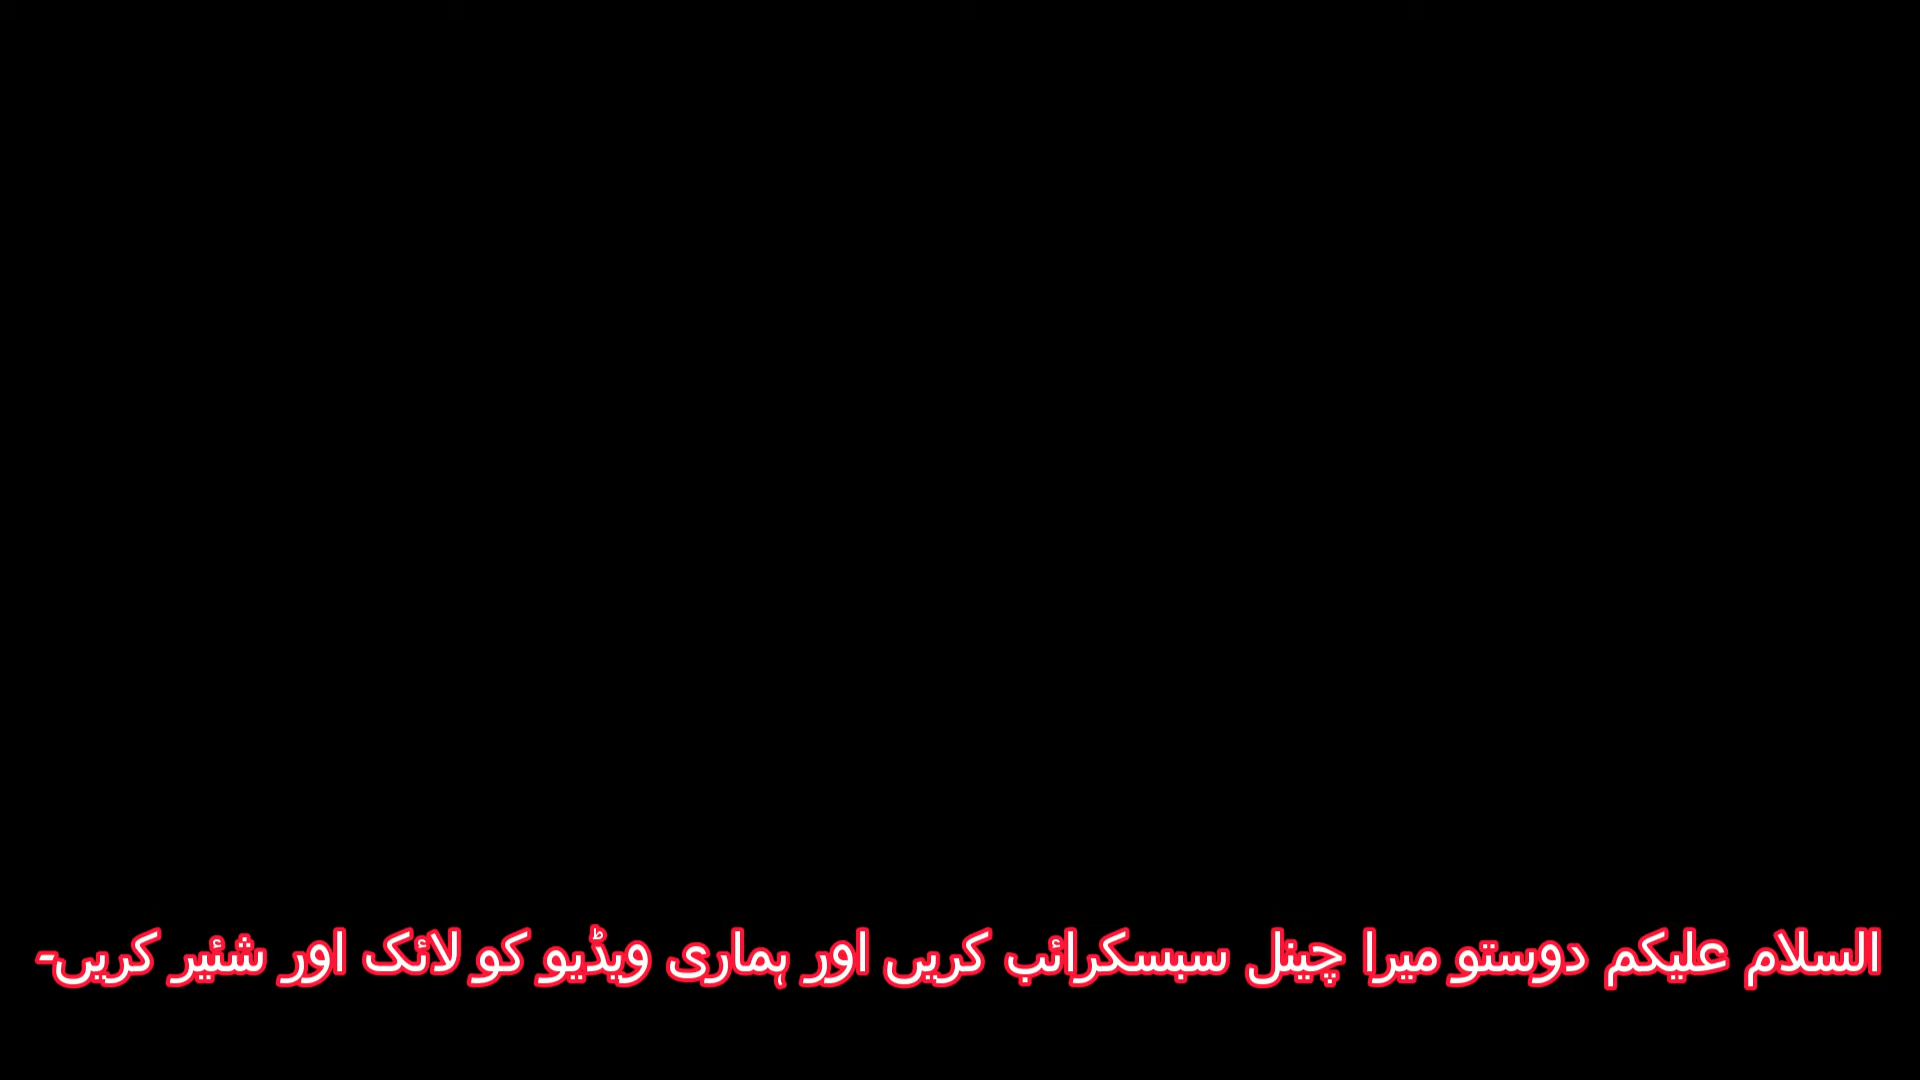 السلام علیکم دوستو میرا چینل سبسکرائب کریں اور ہماری ویڈیو کو لائک اور شئیر کریں۔